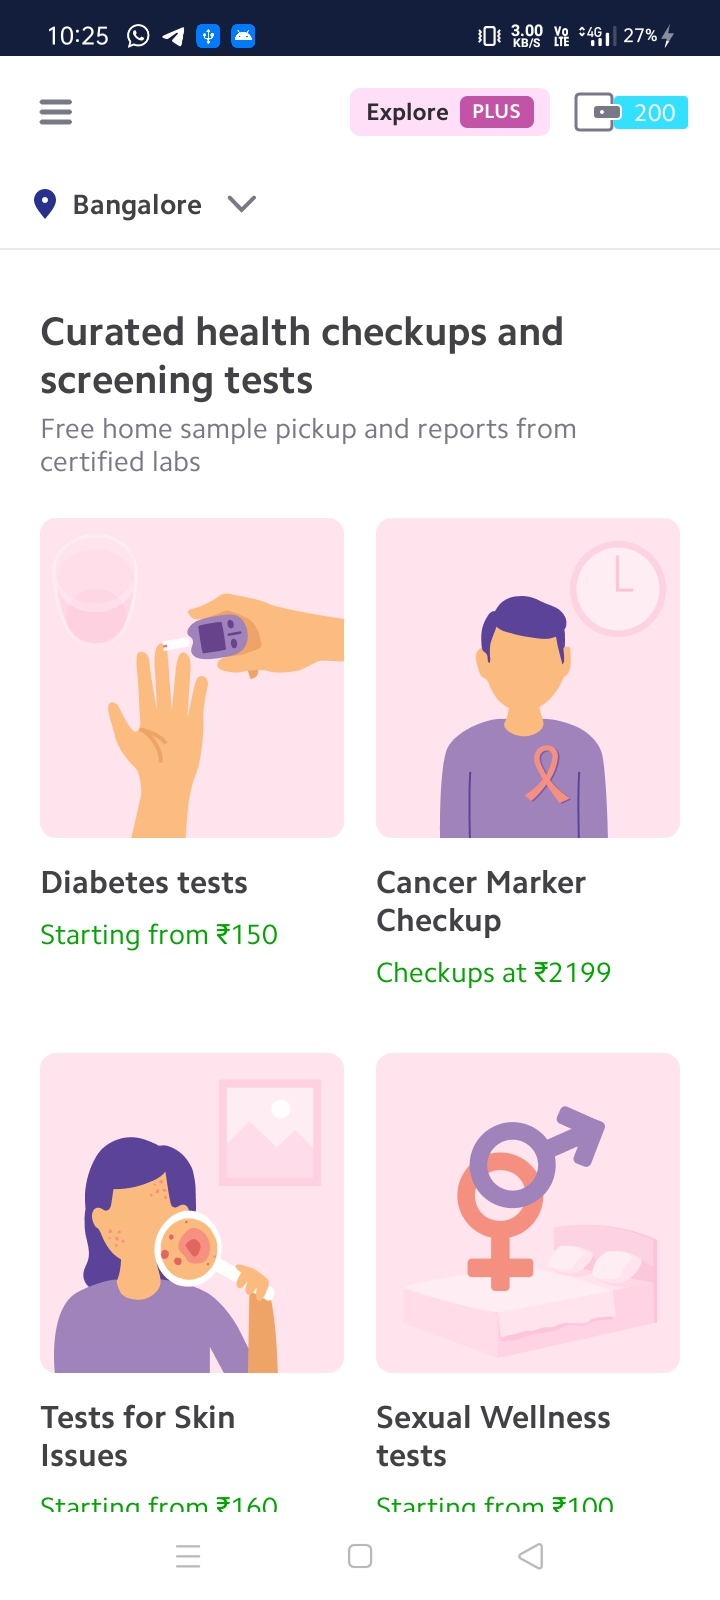 10:25
3.00 KB/S
Vo LTE
4G
27%
Explore PLUS
200
Bangalore
Curated health checkups and
screening tests
Free home sample pickup and reports from
certified labs
Diabetes tests
Starting from ₹150
Cancer Marker
Checkup
Checkups at ₹2199
Tests for Skin
Issues
Starting from ₹160
Sexual Wellness
tests
Starting from ₹100